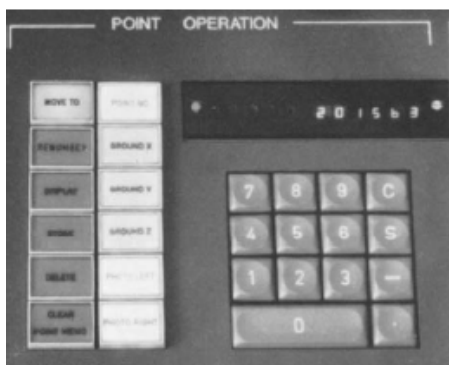 POINT OPERATION
MOVE TO
POINT NO.
201563
RENUMBER
GROUND X
DISPLAY
GROUND Y
7 8 9 C
GROUND Z
4 5 6 S
DELETE
PHOTO LEFT
1 2 3 —
CLEAR
POINT MEMO
PHOTO RIGHT
0 .